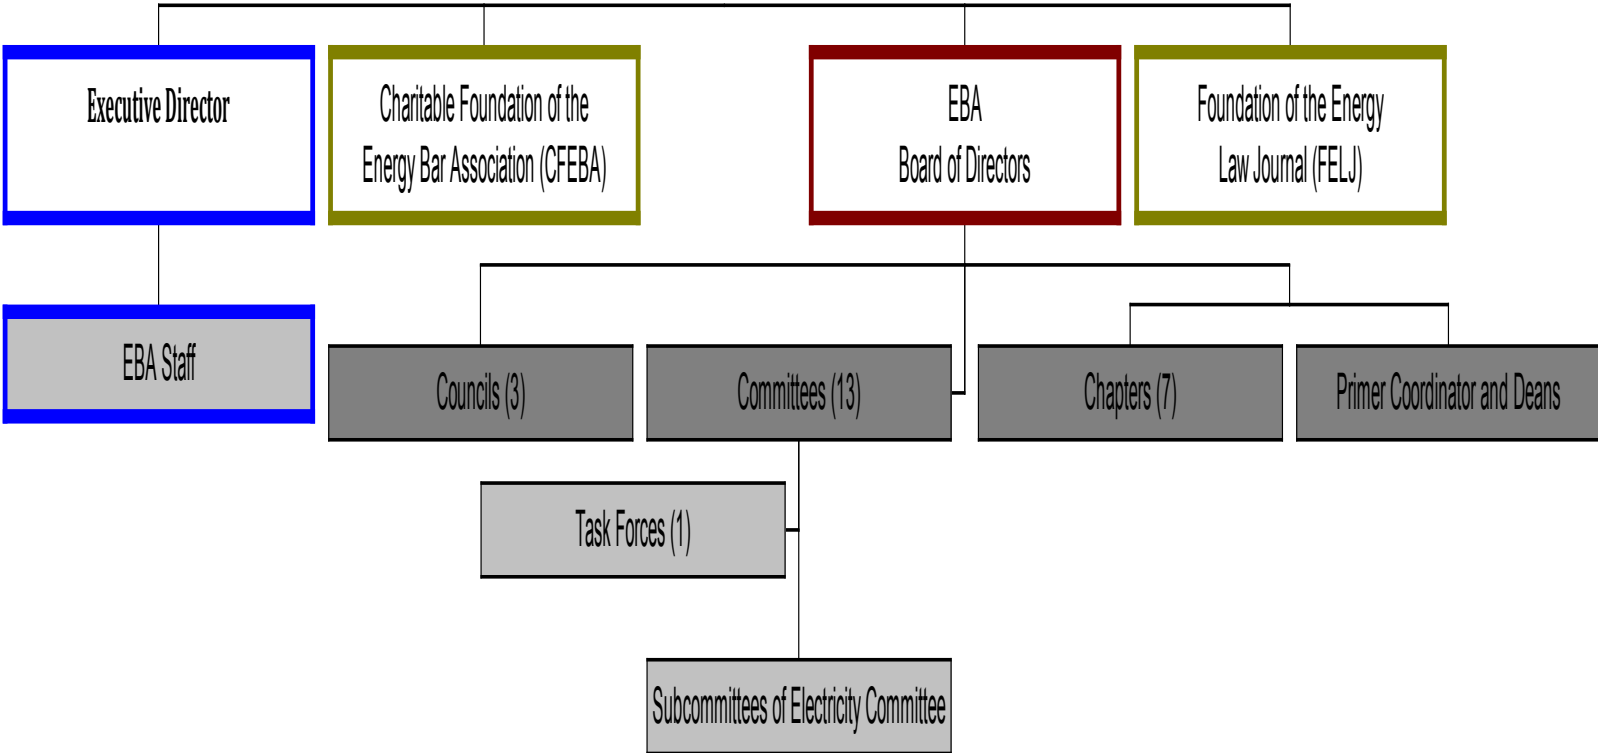 Executive Director
Charitable Foundation of the
Energy Bar Association (CFEBA)
EBA
Board of Directors
Foundation of the Energy
Law Journal (FELJ)
EBA Staff
Councils (3)
Committees (13)
Chapters (7)
Primer Coordinator and Deans
Task Forces (1)
Subcommittees of Electricity Committee